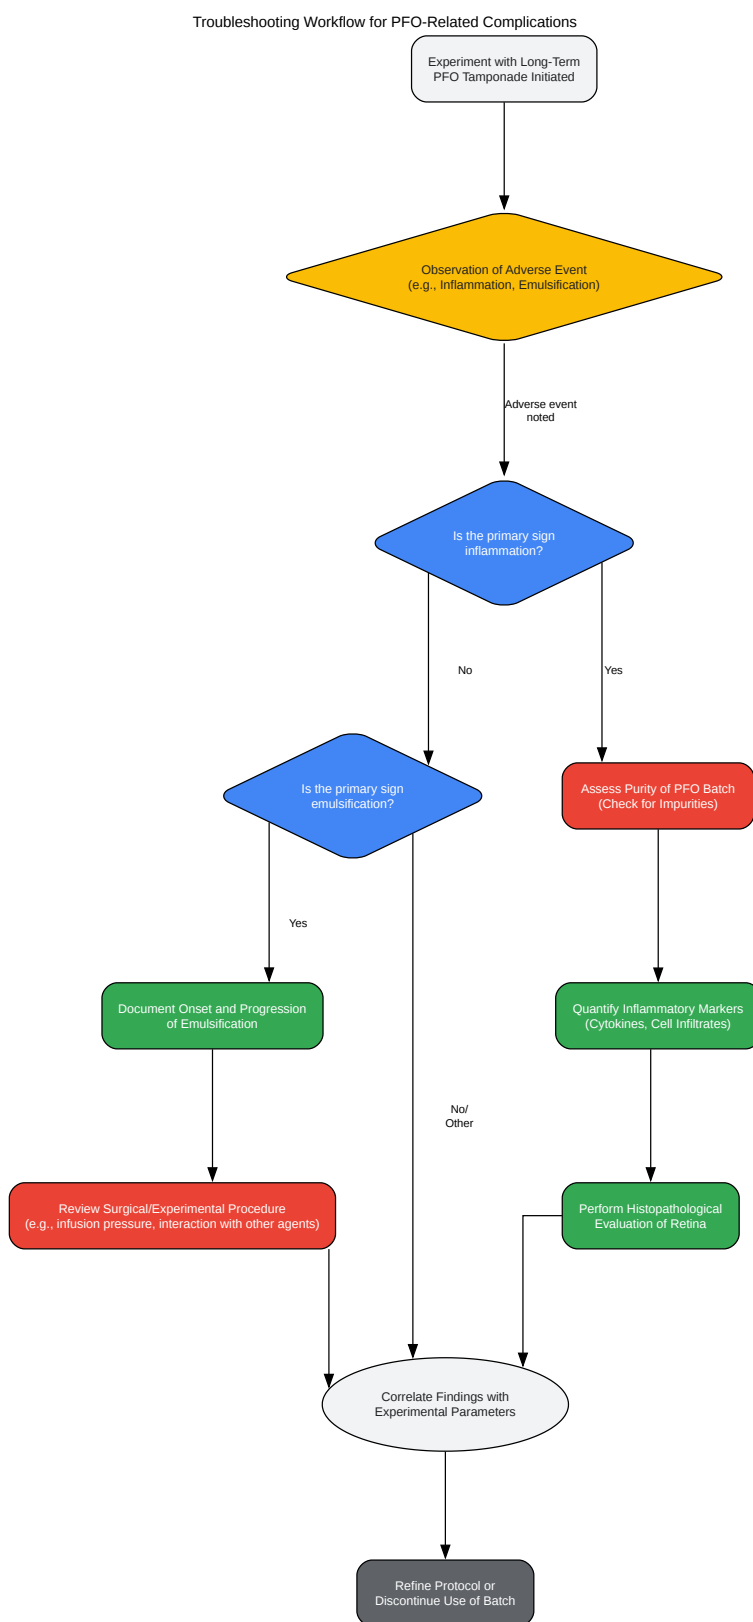 Troubleshooting Workflow for PFO-Related Complications
Experiment with Long-Term
PFO Tamponade Initiated
Observation of Adverse Event
(e.g., Inflammation, Emulsification)
Adverse event
noted
Is the primary sign
inflammation?
No
Yes
Is the primary sign
emulsification?
Assess Purity of PFO Batch
(Check for Impurities)
Yes
Document Onset and Progression
of Emulsification
Quantify Inflammatory Markers
(Cytokines, Cell Infiltrates)
No/
Other
Review Surgical/Experimental Procedure
(e.g., infusion pressure, interaction with other agents)
Perform Histopathological
Evaluation of Retina
Correlate Findings with
Experimental Parameters
Refine Protocol or
Discontinue Use of Batch